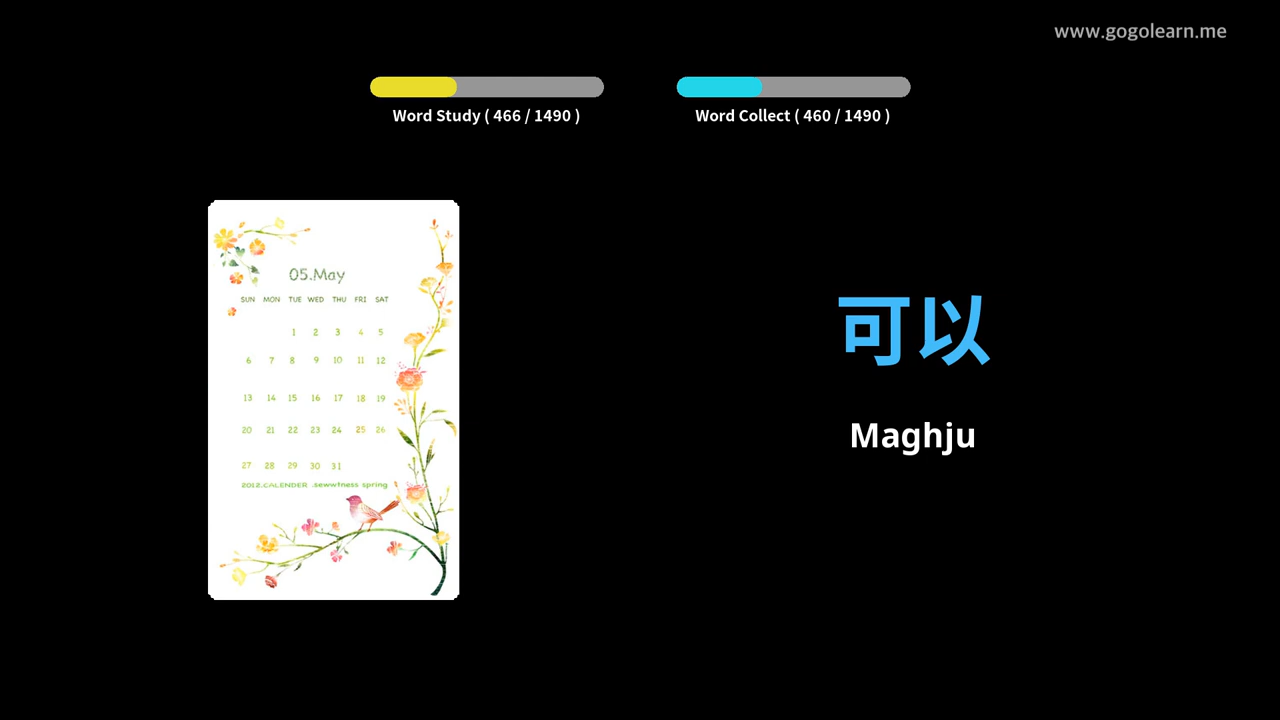 www.gogolearn.me
Word Study ( 466 / 1490 )
Word Collect ( 460 / 1490 )
05.May
SUN MON TUE WED THU FRI SAT
1 2 3 4 5
6 7 8 9 10 11 12
13 14 15 16 17 18 19
20 21 22 23 24 25 26
27 28 29 30 31
2012.CALENDER .sewwtness spring
可以
Maghju